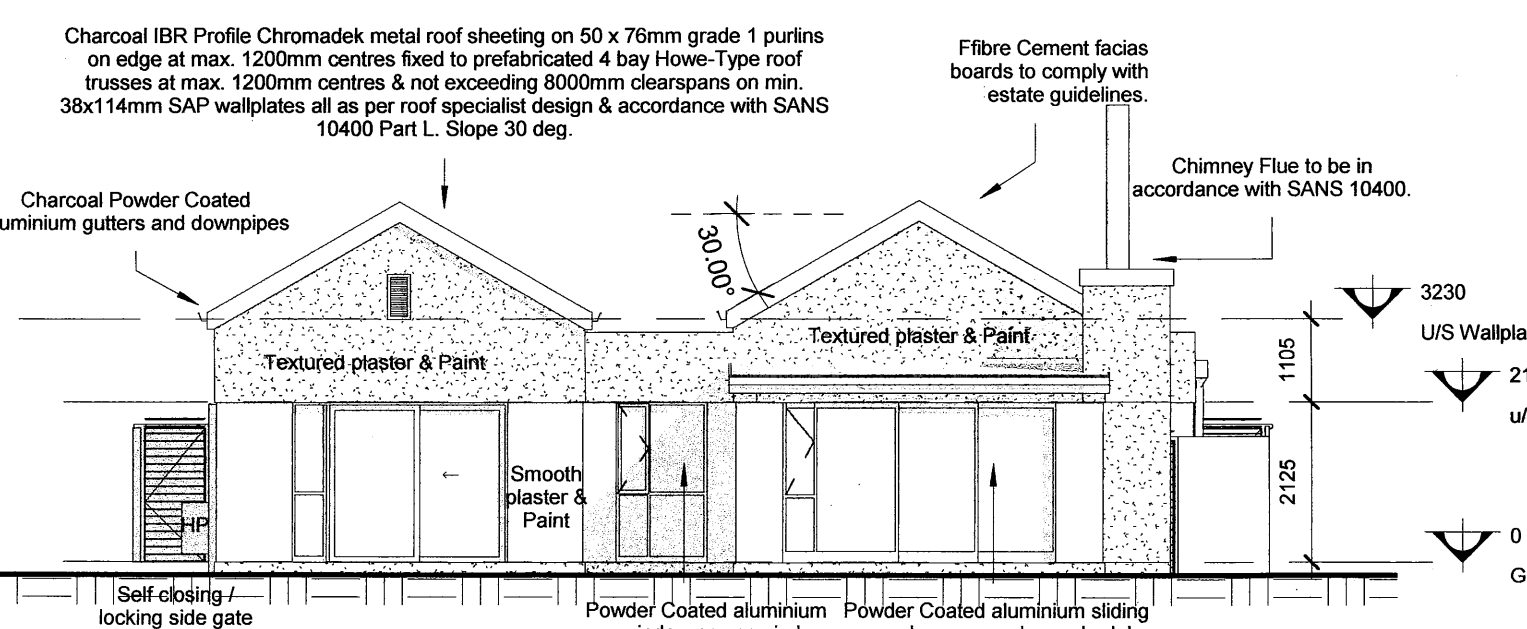 Charcoal IBR Profile Chromadek metal roof sheeting on 50 x 76mm grade 1 purlins
on edge at max. 1200mm centres fixed to prefabricated 4 bay Howe-Type roof
trusses at max. 1200mm centres & not exceeding 8000mm clearspans on min.
38x114mm SAP wallplates all as per roof specialist design & accordance with SANS
10400 Part L. Slope 30 deg.
Ffibre Cement facias
boards to comply with
estate guidelines.
Chimney Flue to be in
accordance with SANS 10400.
Charcoal Powder Coated
uminium gutters and downpipes
30.00°
3230
U/S Wallpla
Textured plaster & Paint
Textured plaster & Paint
1105
21
u/
Smooth
plaster &
Paint
2125
HP
0
G
Self closing /
locking side gate
Powder Coated aluminium
Powder Coated aluminium sliding